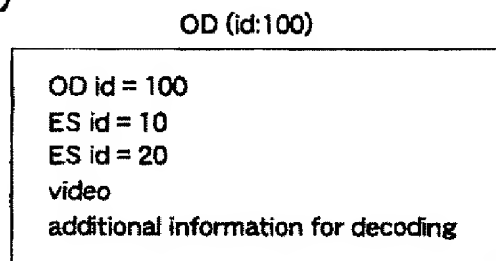 OD (id:100)
OD id = 100
ES id = 10
ES id = 20
video
additional information for decoding